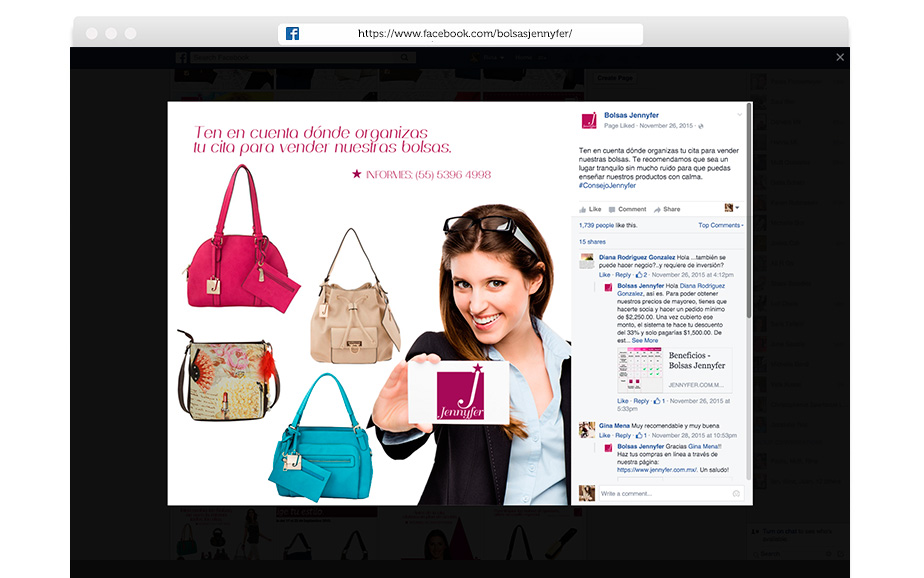 https://www.facebook.com/bolsasjennyfer/
Ten en cuenta dónde organizas
tu cita para vender nuestras bolsas.
★ INFORMES: (55) 5396 4998
Jennyfer
Bolsas Jennyfer
Page Liked · November 26, 2015 ·
Ten en cuenta dónde organizas tu cita para vender
nuestras bolsas. Te recomendamos que sea un
lugar tranquilo sin mucho ruido para que puedas
enseñar nuestros productos con calma.
#ConsejoJennyfer
Like Comment Share
1,739 people like this. Top Comments
15 shares
Diana Rodriguez Gonzalez Hola ...también se
puede hacer negpio?..y requiere de inversión?
Like · Reply · 2 · November 26, 2015 at 4:12pm
Bolsas Jennyfer Hola Diana Rodriguez
Gonzalez, así es. Para poder obtener
nuestros precios de mayoreo, tienes que
hacerte socia y hacer un pedido mínimo
de $2,250.00. Una vez cubierto ese
monto, el sistema te hace tu descuento
del 33% y solo pagarías $1,500.00. De
est... See More
Beneficios -
Bolsas Jennyfer
JENNYFER.COM.M...
Like · Reply · 1 · November 26, 2015 at
5:33pm
Gina Mena Muy recomendable y muy buena
Like · Reply · 1 · November 28, 2015 at 10:53pm
Bolsas Jennyfer Gracias Gina Mena!!
Haz tus compras en línea a través de
nuestra página:
https://www.jennyfer.com.mx/. Un saludo!
Write a comment...